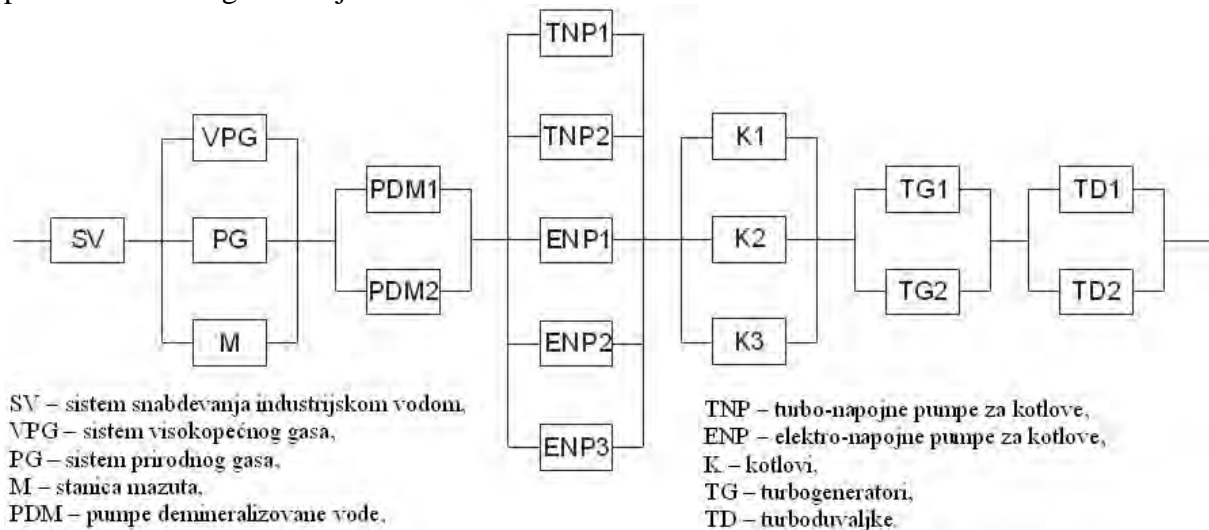 TNP1
VPG
TNP2
K1
PDM1
TG1
TD1
SV
PG
ENP1
K2
PDM2
TG2
TD2
M
ENP2
K3
ENP3
SV – sistem snabdevanja industrijskom vodom,
VPG – sistem visokopećnog gasa,
PG – sistem prirodnog gasa,
M – stanica mazuta,
PDM – pumpe demineralizovane vode,
TNP – turbo-napojne pumpe za kotlove,
ENP – elektro-napojne pumpe za kotlove,
K – kotlovi,
TG – turbogeneratori,
TD – turboduvaljke.